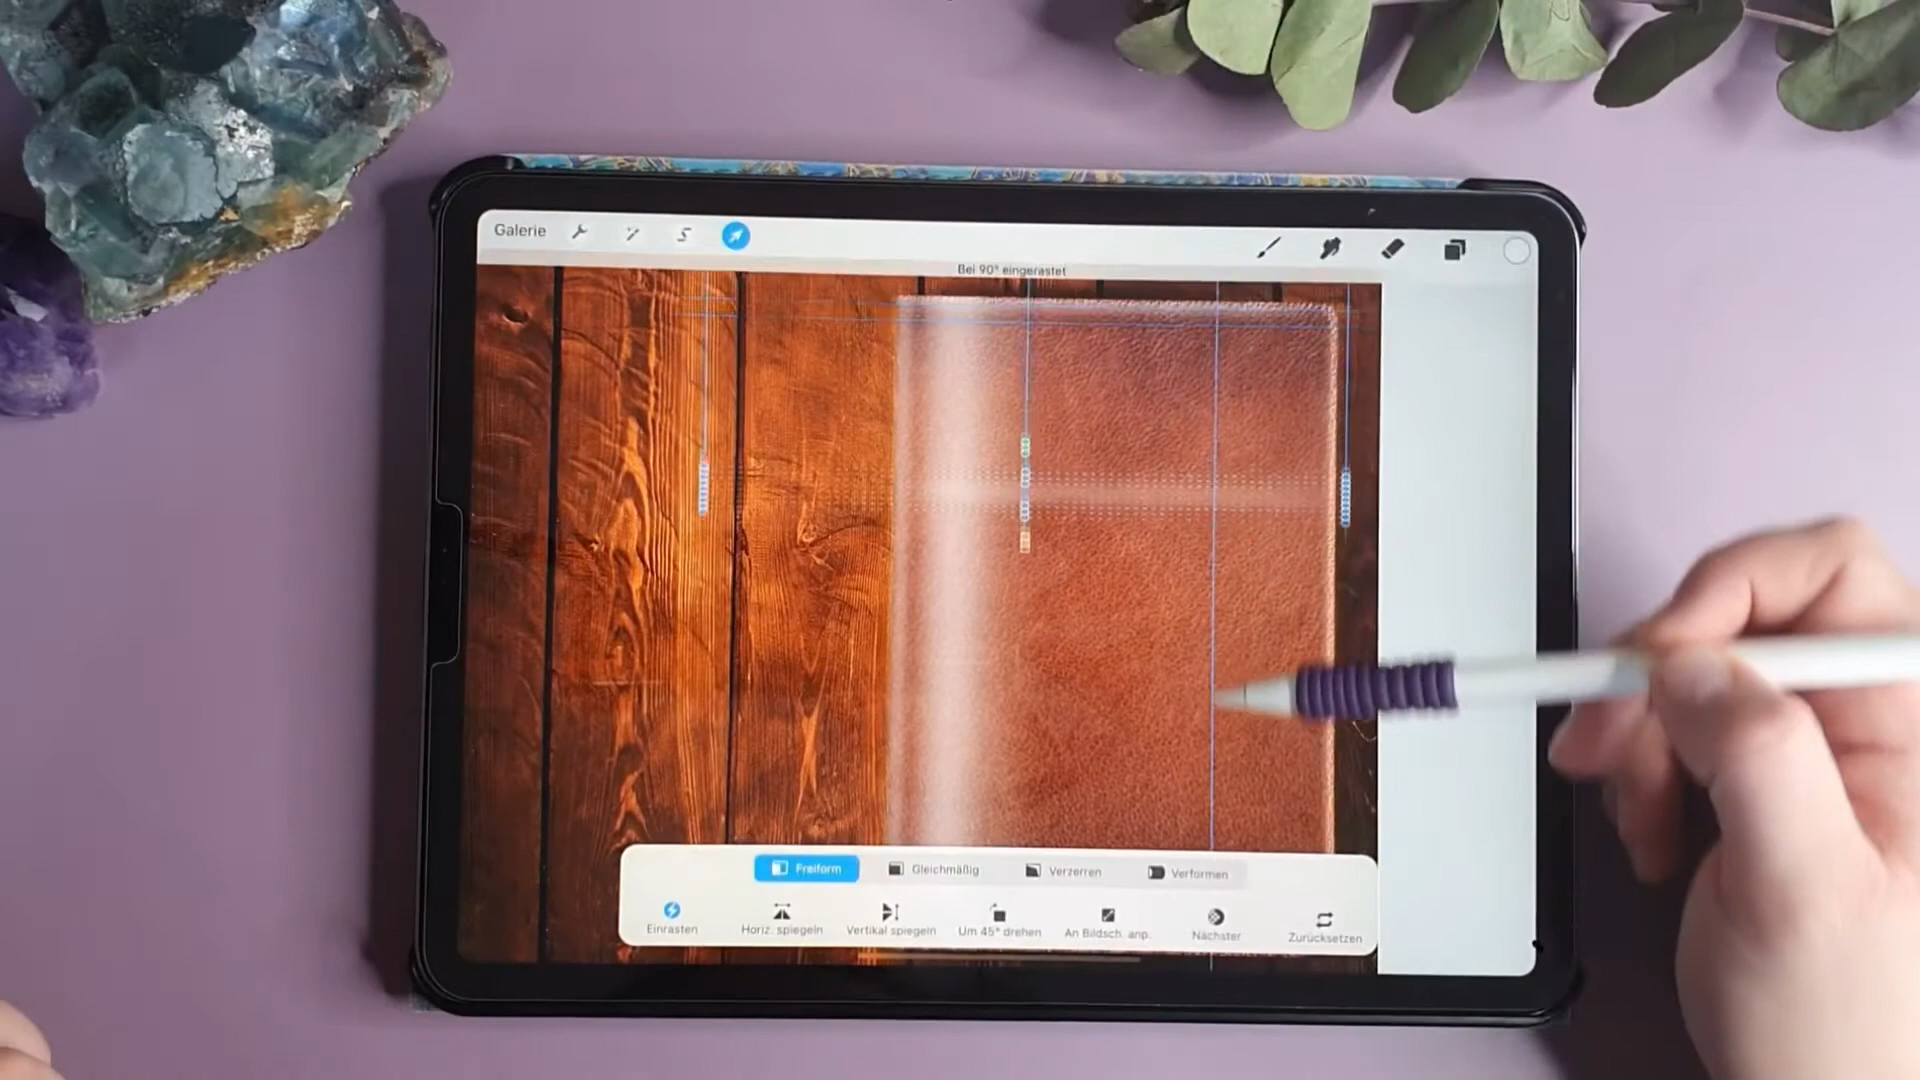 Galerie
Bei 90° eingerastet
Freiform
Gleichmäßig
Verzerren
Verformen
Einrasten
Horiz. spiegeln
Vertikal spiegeln
Um 45° drehen
An Bildsch. anp.
Nächster
Zurücksetzen